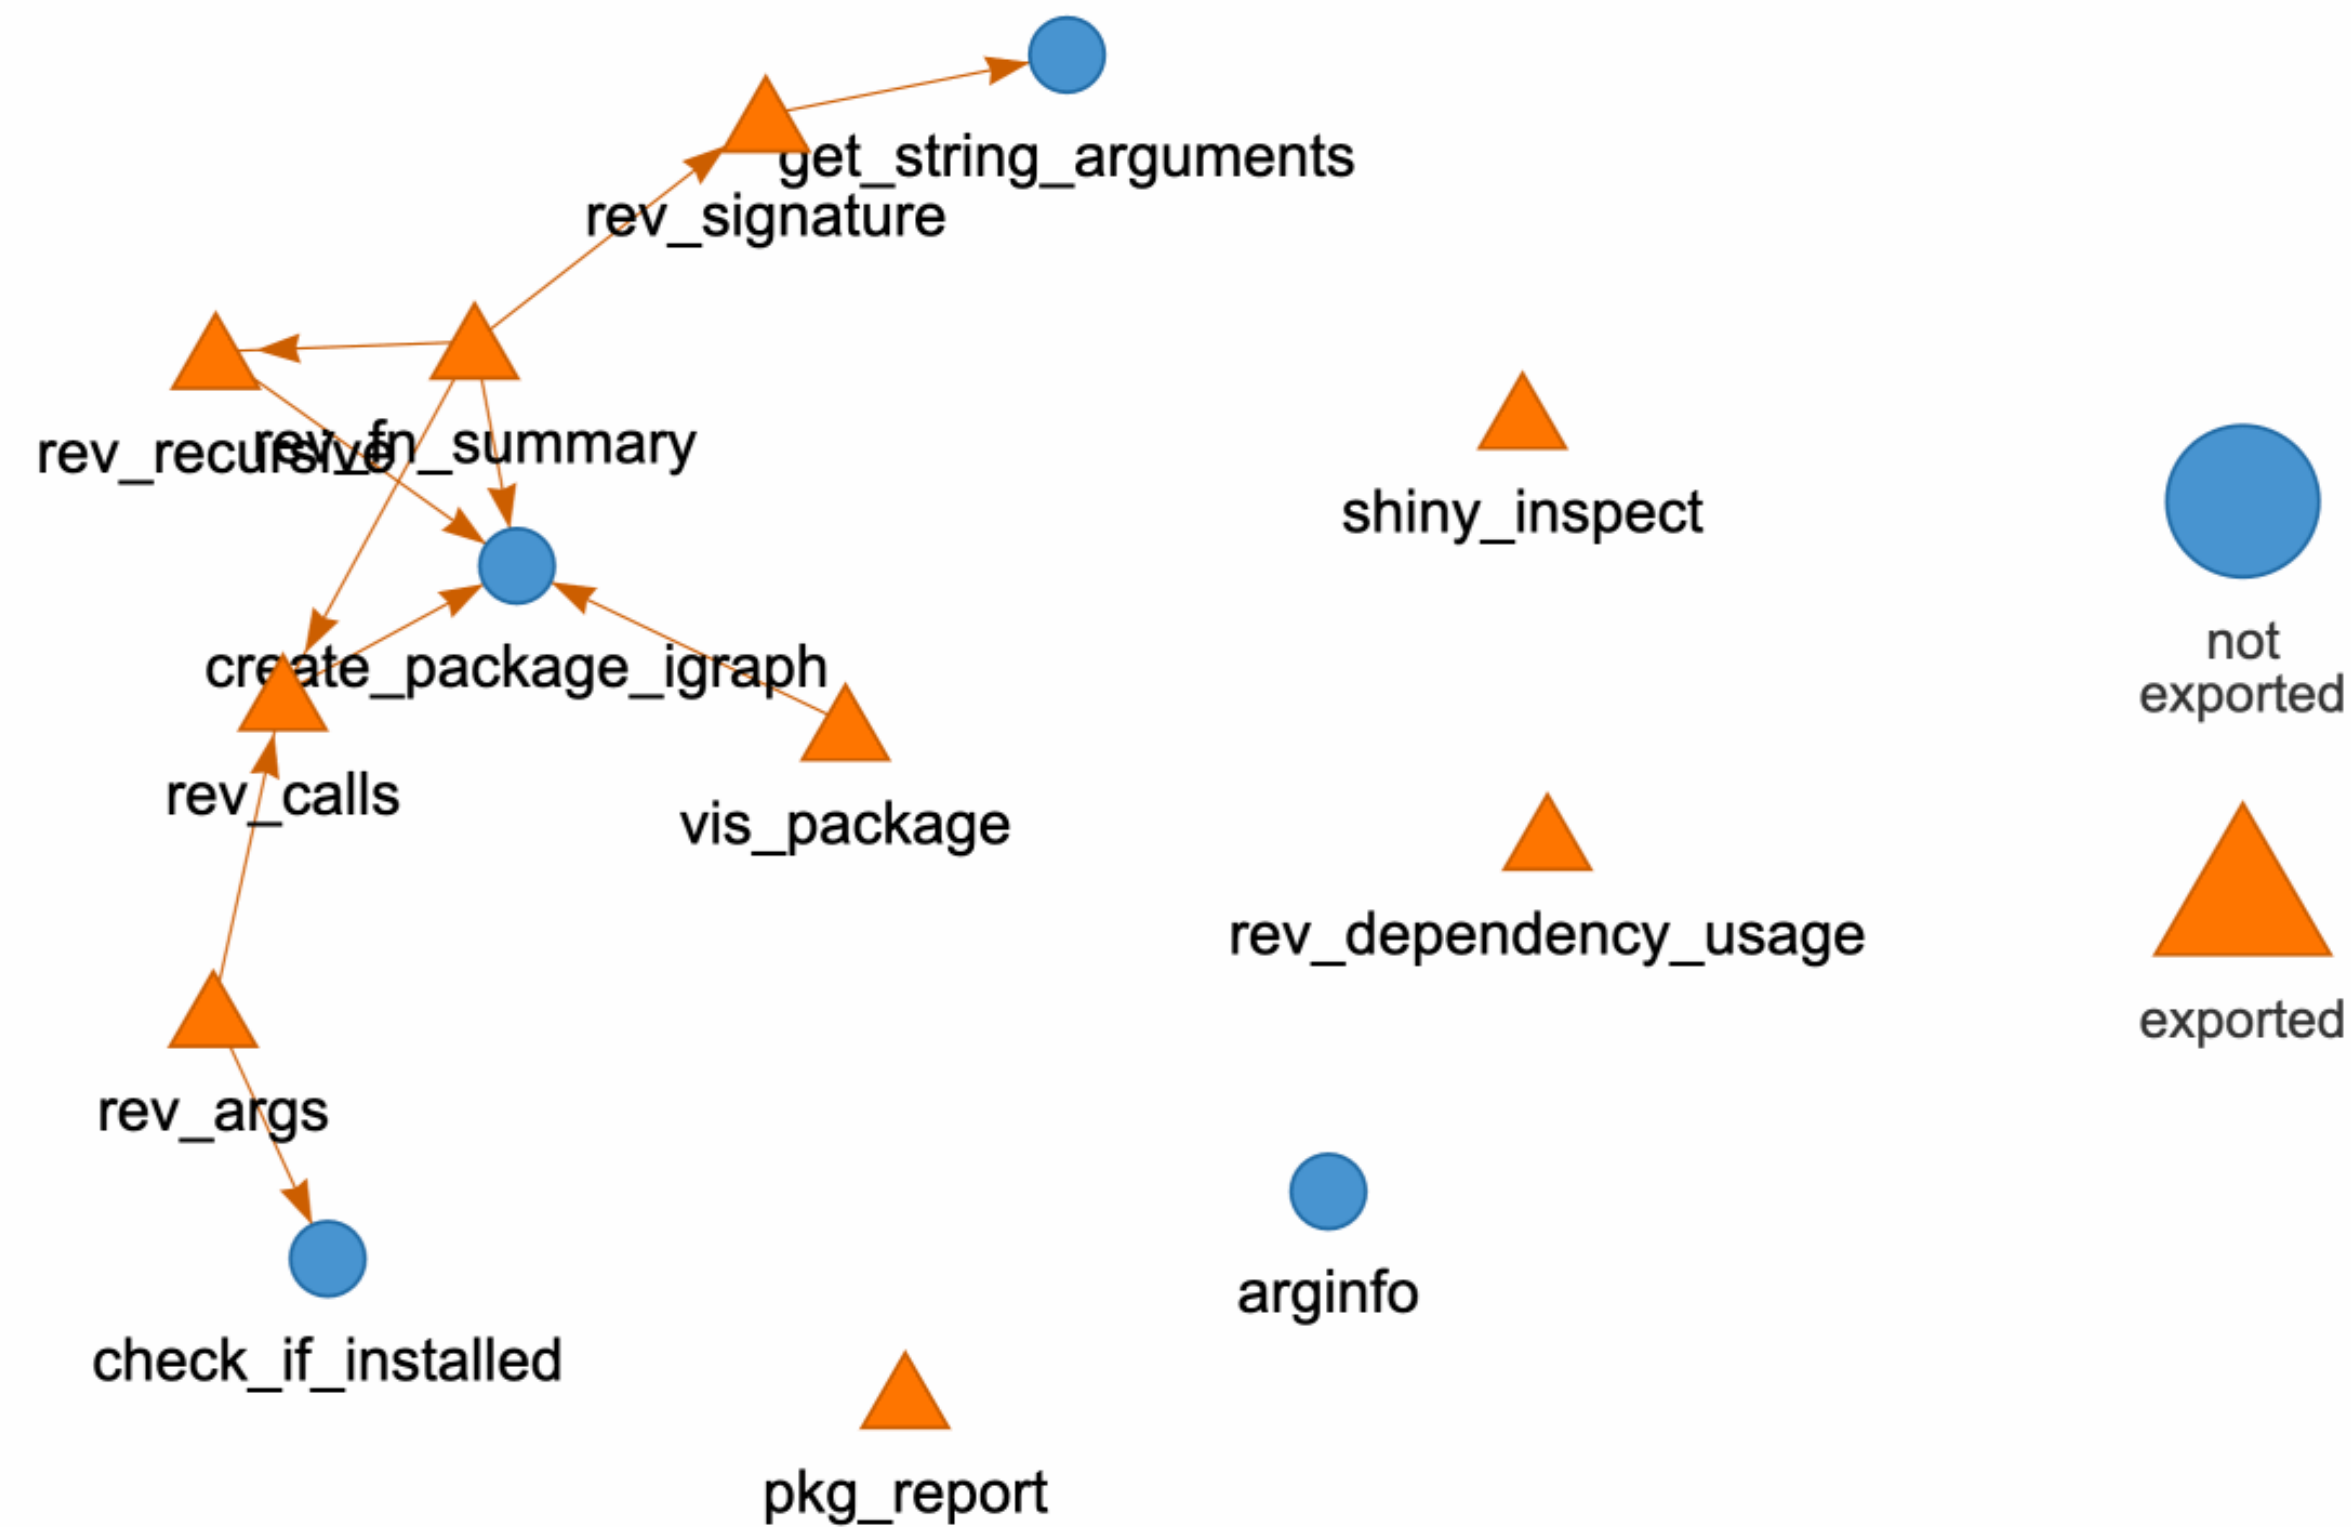 get_string_arguments
rev_signature
rev_recursive
rev_fn_summary
shiny_inspect
not
exported
create_package_igraph
rev_calls
vis_package
rev_dependency_usage
exported
rev_args
arginfo
check_if_installed
pkg_report